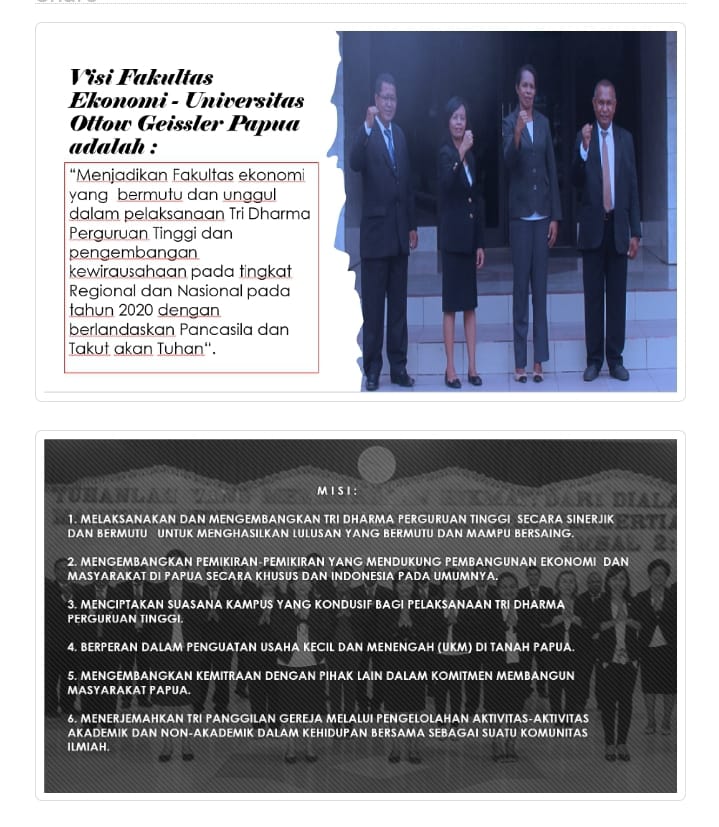 Visi Fakultas
Ekonomi - Universitas
Ottow Geissler Papua
adalah :
“Menjadikan Fakultas ekonomi
yang bermutu dan unggul
dalam pelaksanaan Tri Dharma
Perguruan Tinggi dan
pengembangan
kewirausahaan pada tingkat
Regional dan Nasional pada
tahun 2020 dengan
berlandaskan Pancasila dan
Takut akan Tuhan“.
TUHANLAH YANG
MISI:
HIKMAT DARI
1. MELAKSANAKAN DAN MENGEMBANGKAN TRI DHARMA PERGURUAN TINGGI SECARA SINERJIK
DAN BERMUTU UNTUK MENGHASILKAN LULUSAN YANG BERMUTU DAN MAMPU BERSAING.
2. MENGEMBANGKAN PEMIKIRAN-PEMIKIRAN YANG MENDUKUNG PEMBANGUNAN EKONOMI DAN
MASYARAKAT DI PAPUA SECARA KHUSUS DAN INDONESIA PADA UMUMNYA.
3. MENCIPTAKAN SUASANA KAMPUS YANG KONDUSIF BAGI PELAKSANAAN TRI DHARMA
PERGURUAN TINGGI.
4. BERPERAN DALAM PENGUATAN USAHA KECIL DAN MENENGAH (UKM) DI TANAH PAPUA.
5. MENGEMBANGKAN KEMITRAAN DENGAN PIHAK LAIN DALAM KOMITMEN MEMBANGUN
MASYARAKAT PAPUA.
6. MENERJEMAHKAN TRI PANGGILAN GEREJA MELALUI PENGELOLAHAN AKTIVITAS-AKTIVITAS
AKADEMIK DAN NON-AKADEMIK DALAM KEHIDUPAN BERSAMA SEBAGAI SUATU KOMUNITAS
ILMIAH.